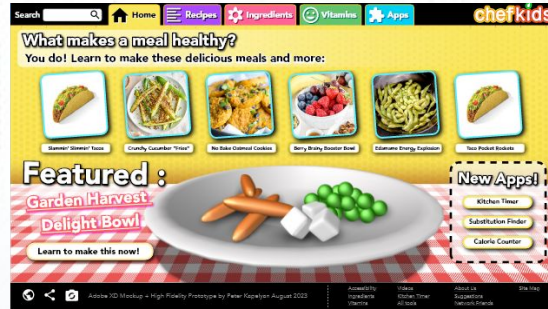 Search
Home
Recipes
Ingredients
Vitamins
Apps
chefkids
What makes a meal healthy?
You do! Learn to make these delicious meals and more:
Slammin' Slimmin' Tacos
Crunchy Cucumber "Fries"
No Bake Oatmeal Cookies
Berry Brainy Booster Bowl
Edamame Energy Explosion
Taco Pocket Rockets
Featured :
Garden Harvest
Delight Bowl
Learn to make this now!
New Apps!
Kitchen Timer
Substitution Finder
Calorie Counter
Adobe XD Mockup + High Fidelity Prototype by Peter Kapelyan August 2023
Accessibility
Ingredients
Vitamins
Videos
Kitchen Timer
All tools
About Us
Suggestions
Network Friends
Site Map